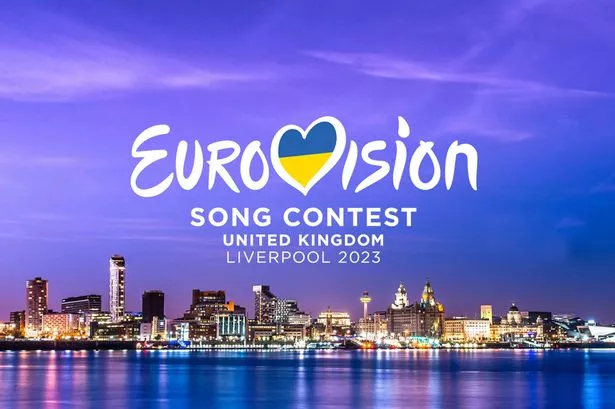 EUROVISION
SONG CONTEST
UNITED KINGDOM
LIVERPOOL 2023